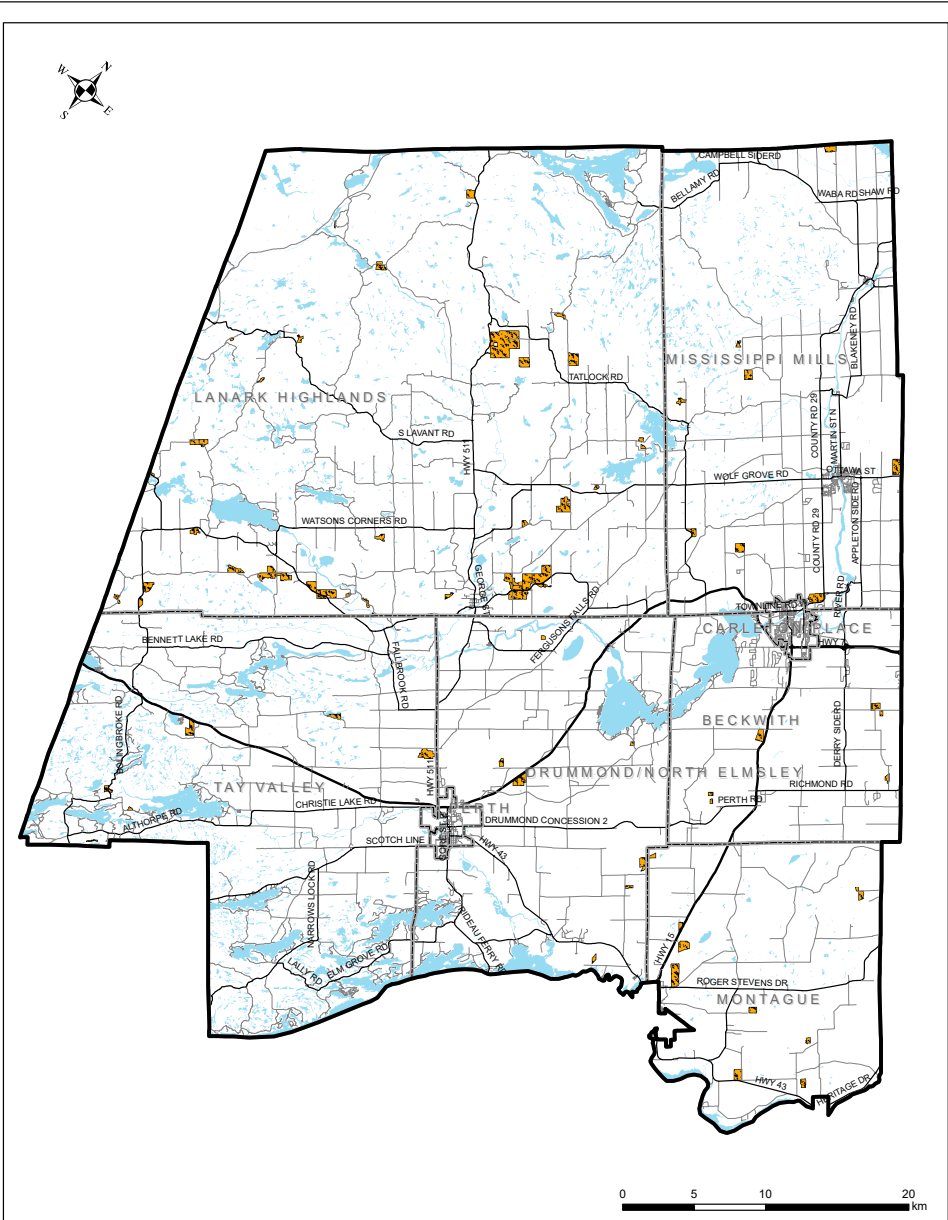 N
W
E
S
CAMPBELL SIDERD
BELLAMY RD
WABA RD
SHAW RD
BLAKENEY RD
MISSISSIPPI MILLS
TATLOCK RD
LANARK HIGHLANDS
COUNTY RD 29
MARTIN ST N
S LAVANT RD
HWY 511
OTTAWA ST
WOLF GROVE RD
APPLETON SIDERD
WATSONS CORNERS RD
COUNTY RD 29
GEORGE ST
FERGUSONS FALLS RD
TOWNLINE RD
RIVER RD
CARLETON PLACE
BENNETT LAKE RD
HWY 7
FALLBROOK RD
BOLINGBROKE RD
BECKWITH
DERRY SIDERD
HWY 511
DRUMMOND/NORTH ELMSLEY
TAY VALLEY
RICHMOND RD
CHRISTIE LAKE RD
PERTH
PERTH RD
ALTHORPE RD
DRUMMOND CONCESSION 2
SCOTCH LINE
HWY 43
NARROWS LOCK RD
RIDEAU FERRY RD
ELM GROVE RD
LALLY RD
HWY 15
ROGER STEVENS DR
MONTAGUE
HWY 43
HERITAGE DR
0 5 10 20
km